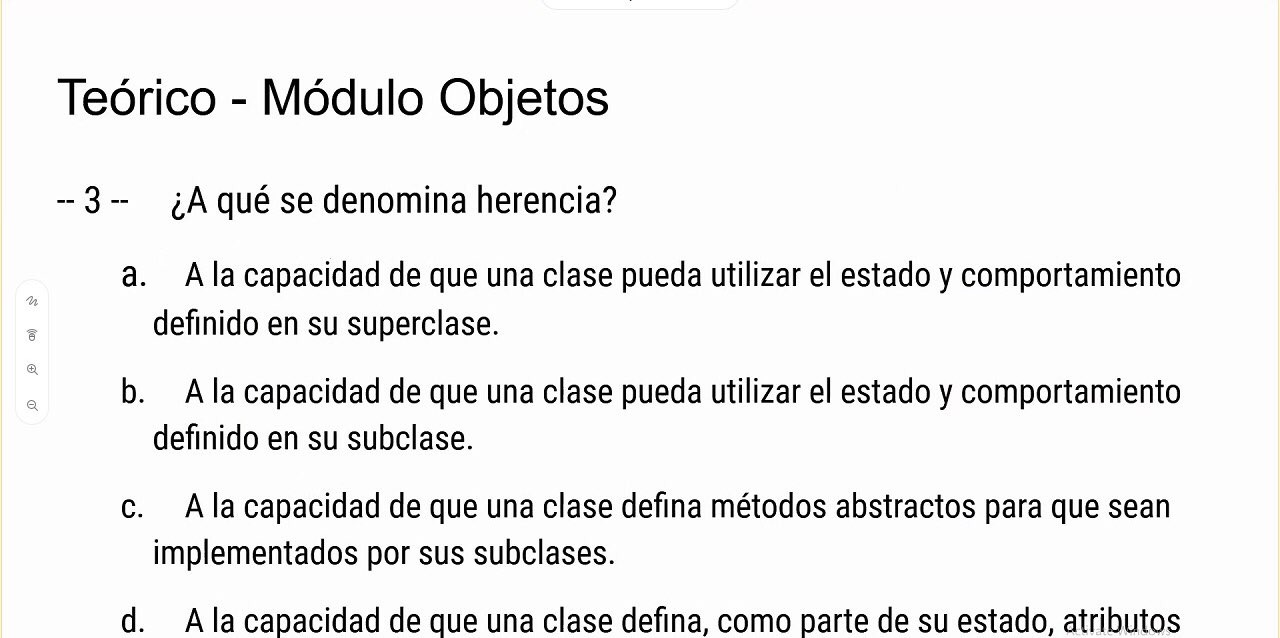 Teórico - Módulo Objetos
-- 3 -- ¿A qué se denomina herencia?
a. A la capacidad de que una clase pueda utilizar el estado y comportamiento
definido en su superclase.
b. A la capacidad de que una clase pueda utilizar el estado y comportamiento
definido en su subclase.
c. A la capacidad de que una clase defina métodos abstractos para que sean
implementados por sus subclases.
d. A la capacidad de que una clase defina, como parte de su estado, atributos